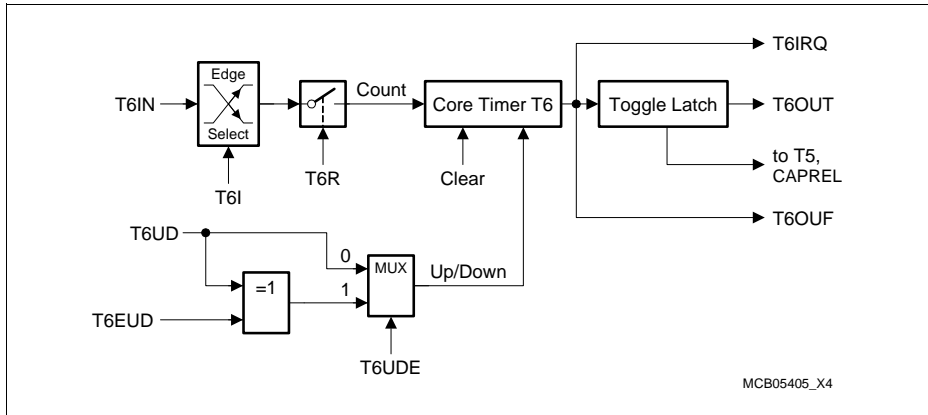 T6IRQ
Edge
Select
T6IN
Count
Core Timer T6
Toggle Latch
T6OUT
T6I
T6R
Clear
to T5,
CAPREL
T6OUF
T6UD
0
MUX
Up/Down
=1
1
T6EUD
T6UDE
MCB05405_X4